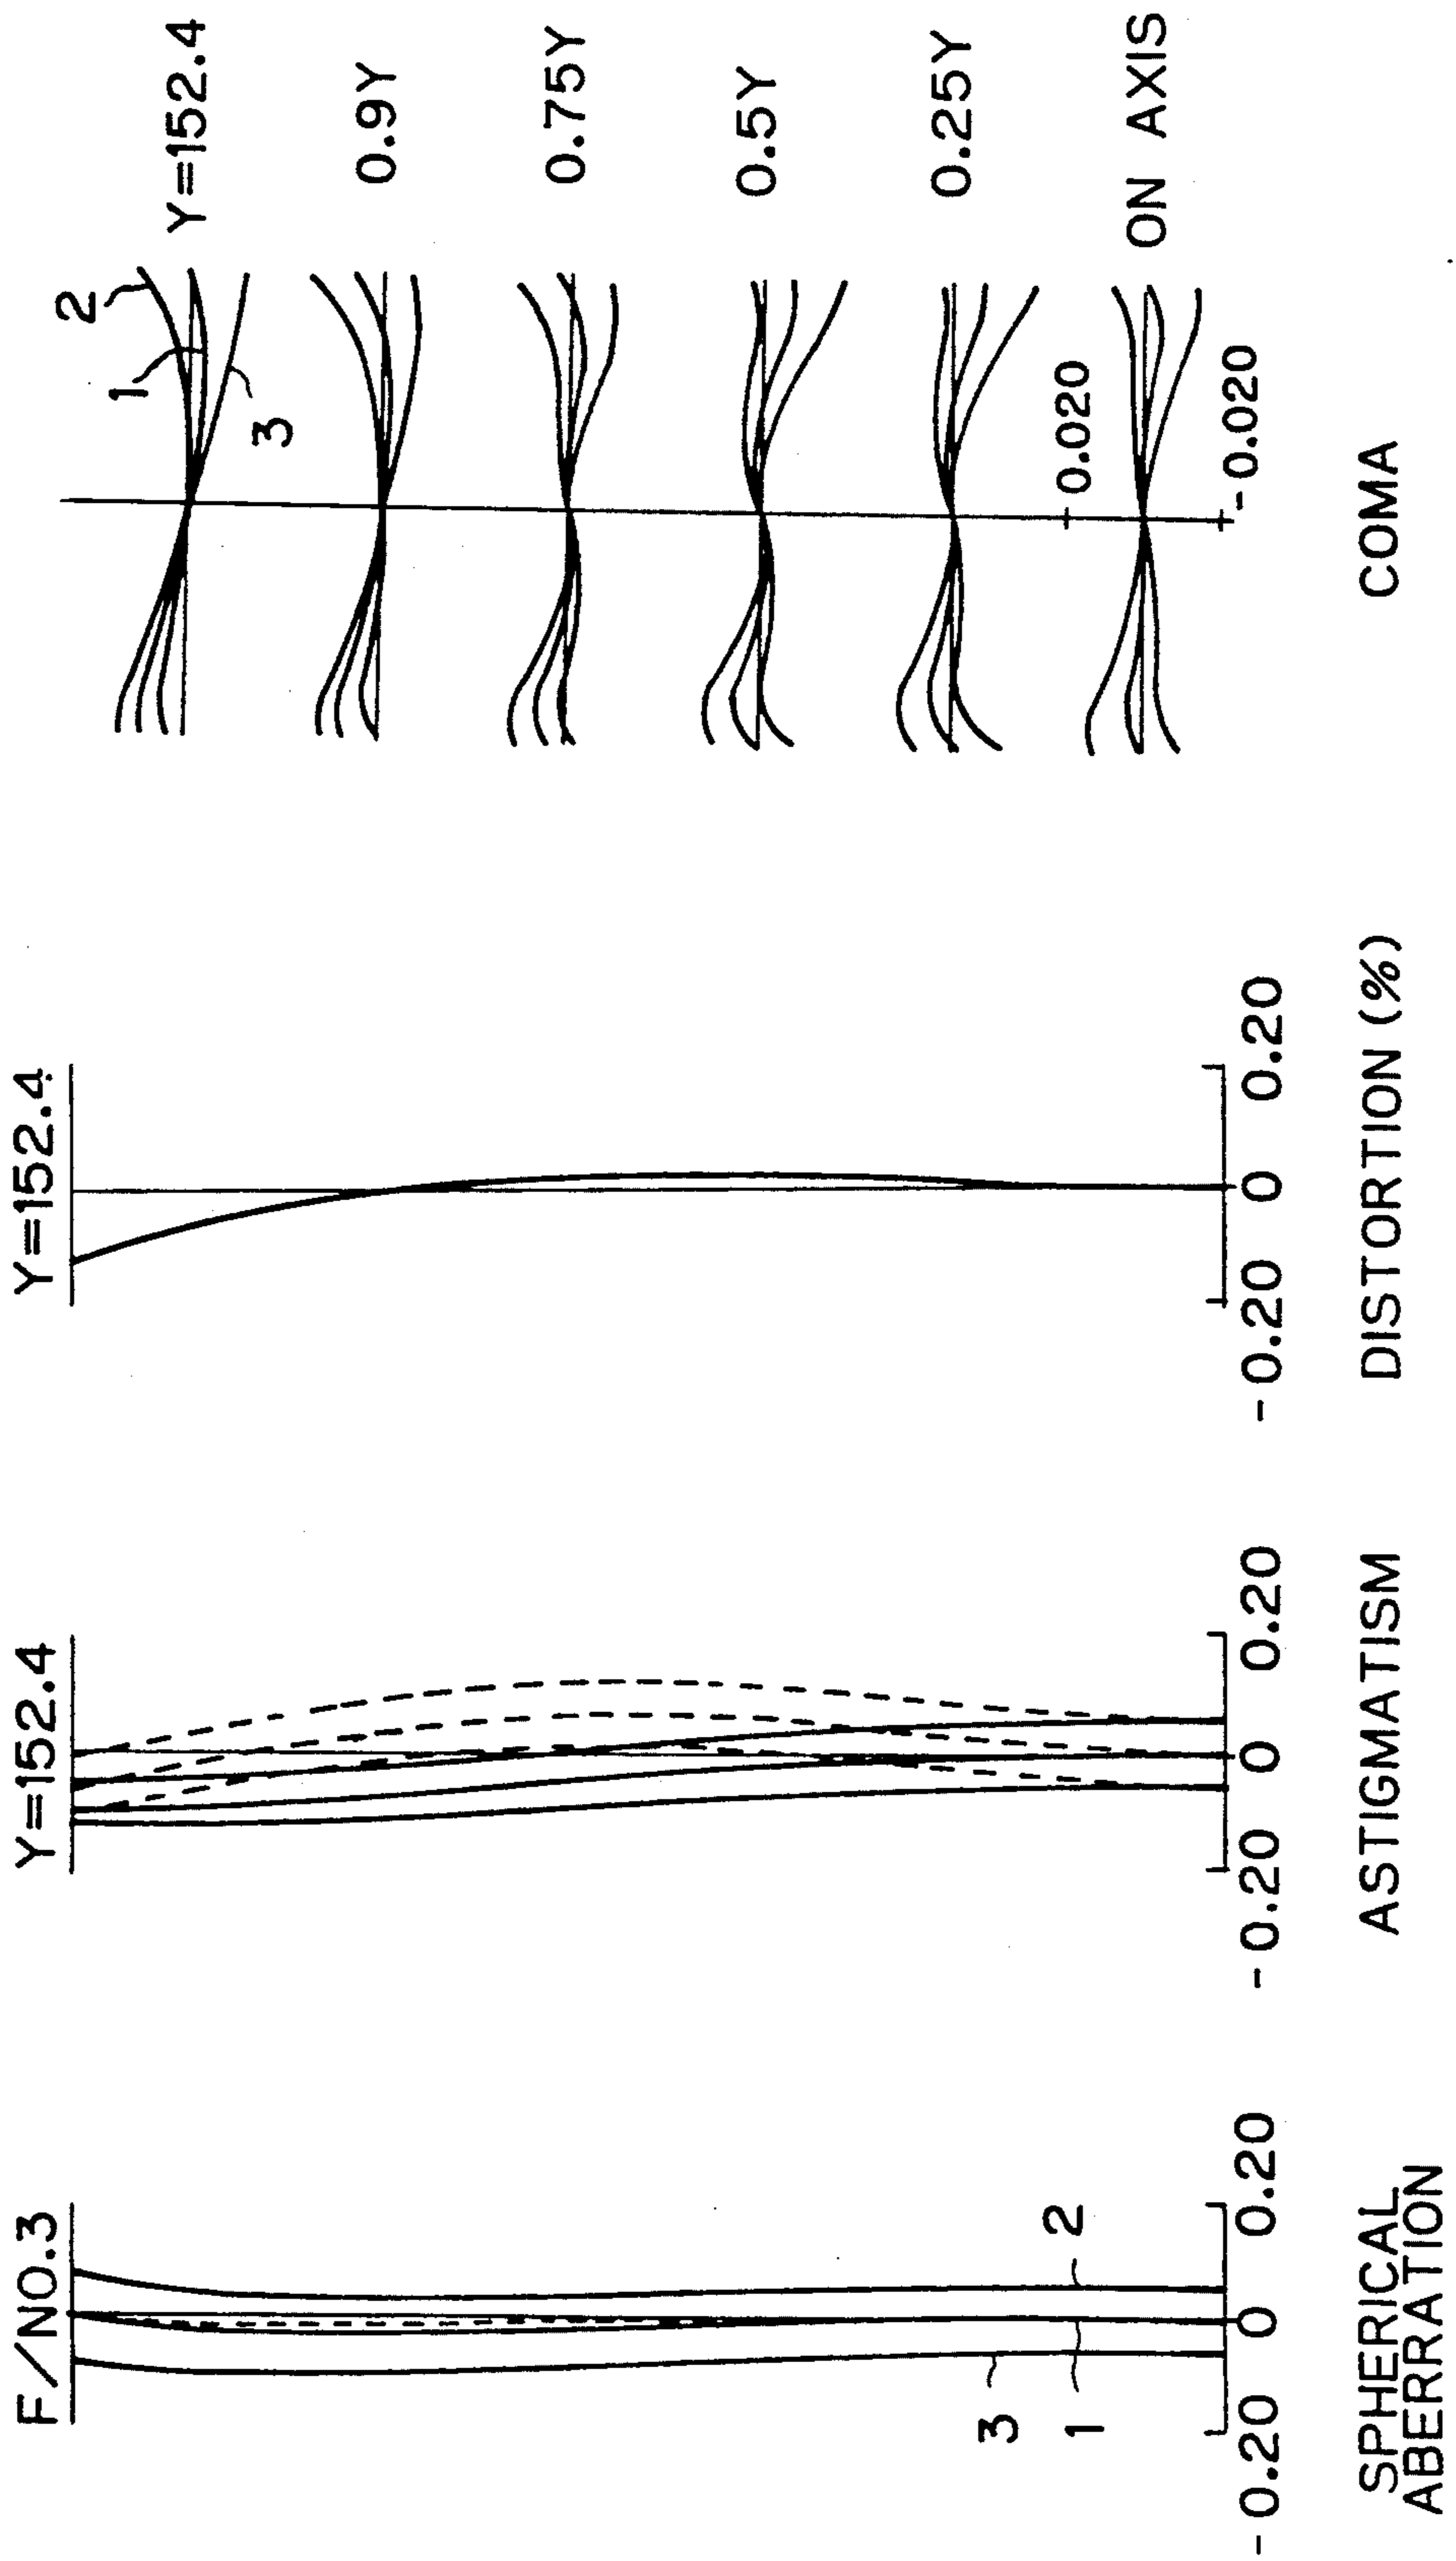 F/NO.3
3
1
2
-0.20 0 0.20
SPHERICAL
ABERRATION
Y=152.4
-0.20 0 0.20
ASTIGMATISM
Y=152.4
-0.20 0 0.20
DISTORTION (%)
2
1
3
Y=152.4
0.9Y
0.75Y
0.5Y
0.25Y
0.020
ON AXIS
-0.020
COMA